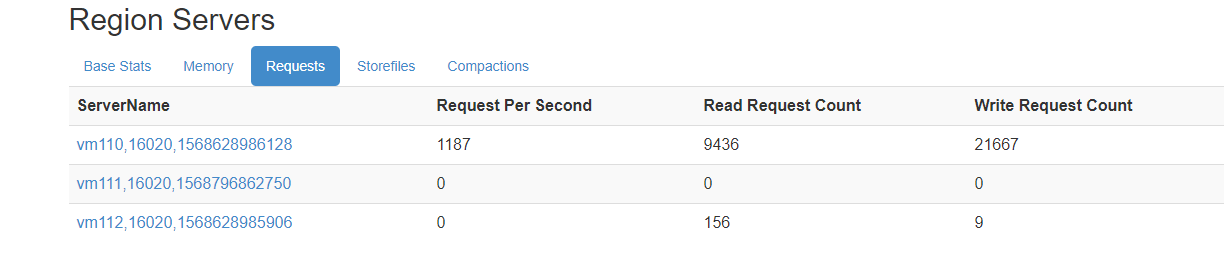 Region Servers
Base Stats Memory Requests Storefiles Compactions
ServerName Request Per Second Read Request Count Write Request Count
vm110,16020,1568628986128 1187 9436 21667
vm111,16020,1568796862750 0 0 0
vm112,16020,1568628985906 0 156 9